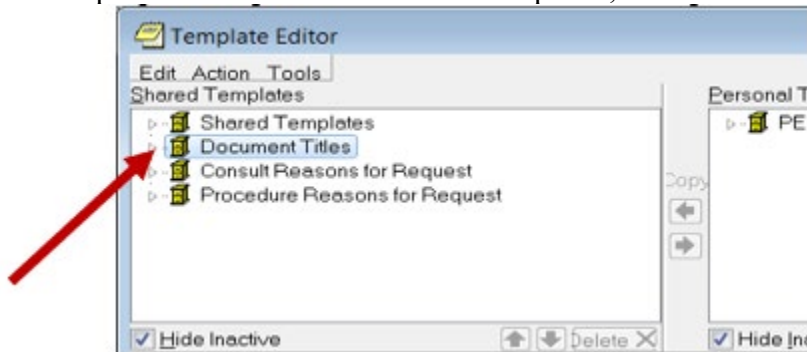 Template Editor
Edit Action Tools
Shared Templates
Personal T
Shared Templates
PE
Document Titles
Consult Reasons for Request
Procedure Reasons for Request
Copy
Hide Inactive
Delete
Hide In